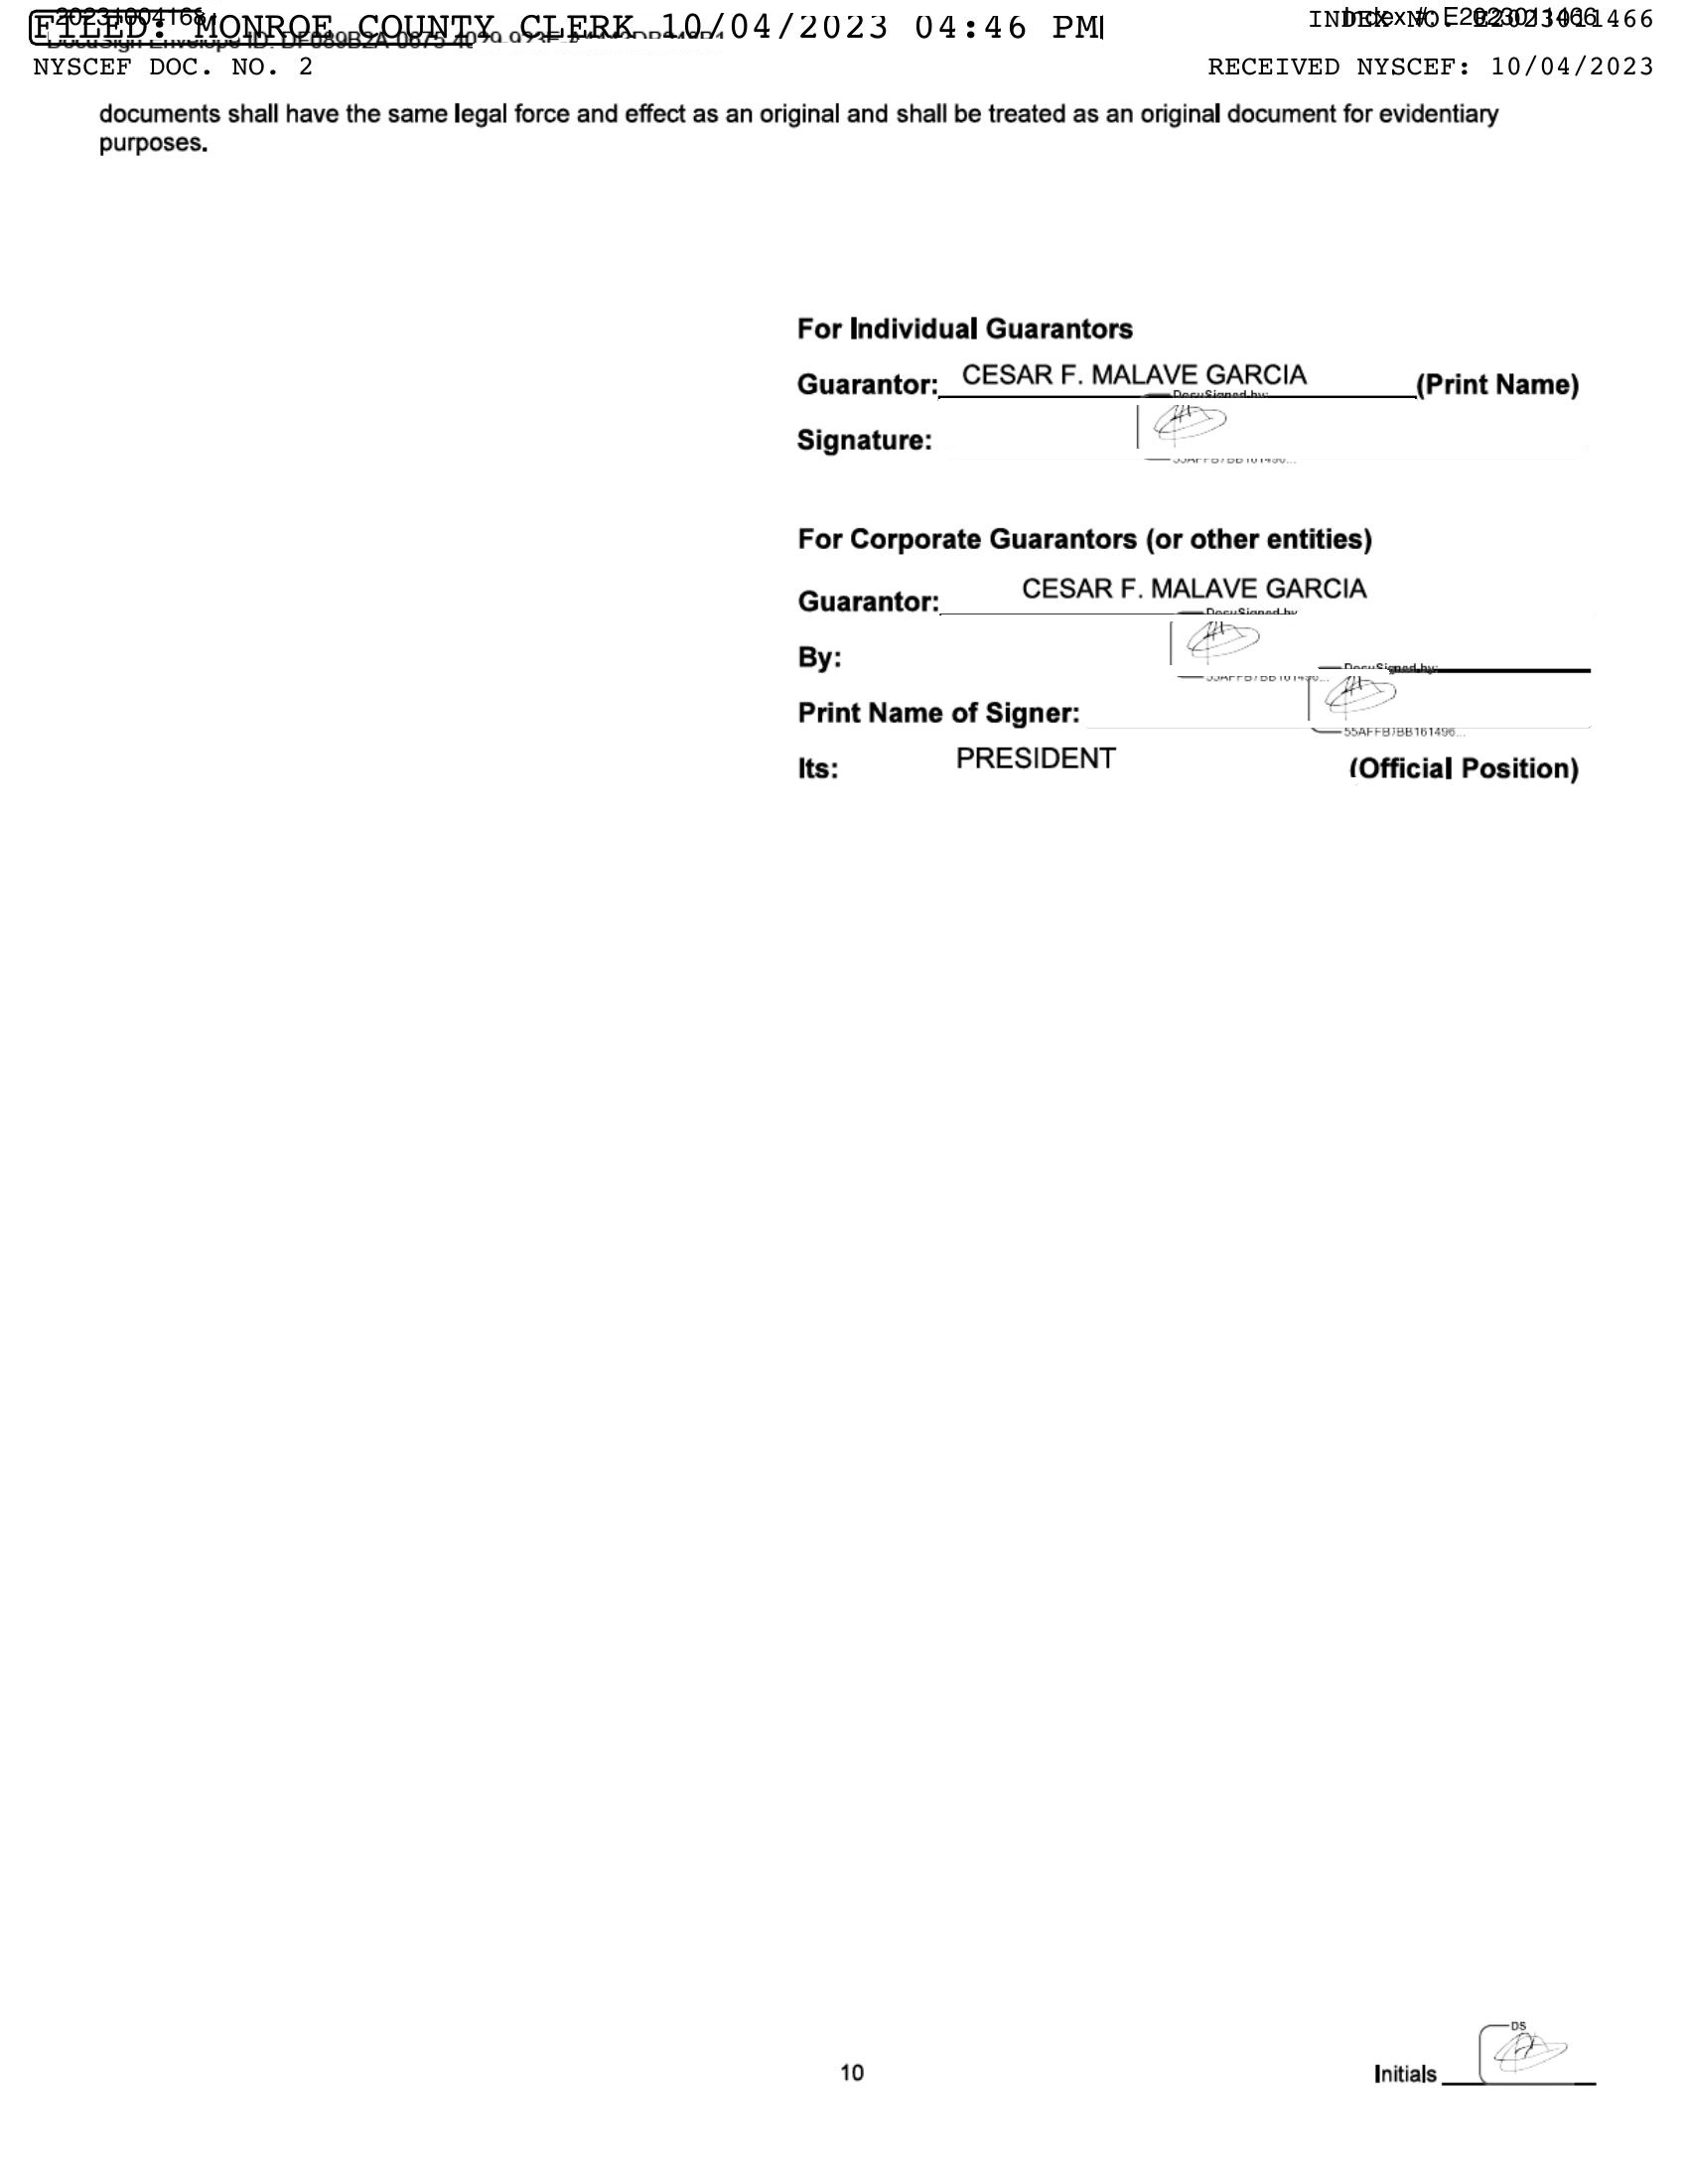 FILED: MONROE COUNTY CLERK 10/04/2023 04:46 PM
202310041684
INDEX NO. E2023011466
Index #: E2023011466
DocuSign Envelope ID:
NYSCEF DOC. NO. 2
RECEIVED NYSCEF: 10/04/2023
documents shall have the same legal force and effect as an original and shall be treated as an original document for evidentiary
purposes.
For Individual Guarantors
Guarantor: CESAR F. MALAVE GARCIA (Print Name)
DocuSigned by:
Signature:
55AFFB7BB161496...
For Corporate Guarantors (or other entities)
Guarantor: CESAR F. MALAVE GARCIA
DocuSigned by
By:
DocuSigned by:
55AFFB7BB161496...
Print Name of Signer:
55AFFB7BB161496...
Its: PRESIDENT (Official Position)
DS
10
Initials